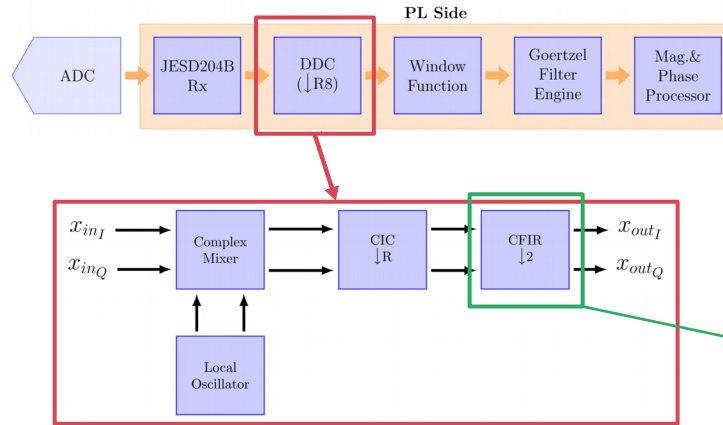 PL Side
ADC
JESD204B
Rx
DDC
(↓R8)
Window
Function
Goertzel
Filter
Engine
Mag.&
Phase
Processor
x_{in_I}
x_{in_Q}
Complex
Mixer
CIC
↓R
CFIR
↓2
x_{out_I}
x_{out_Q}
Local
Oscillator